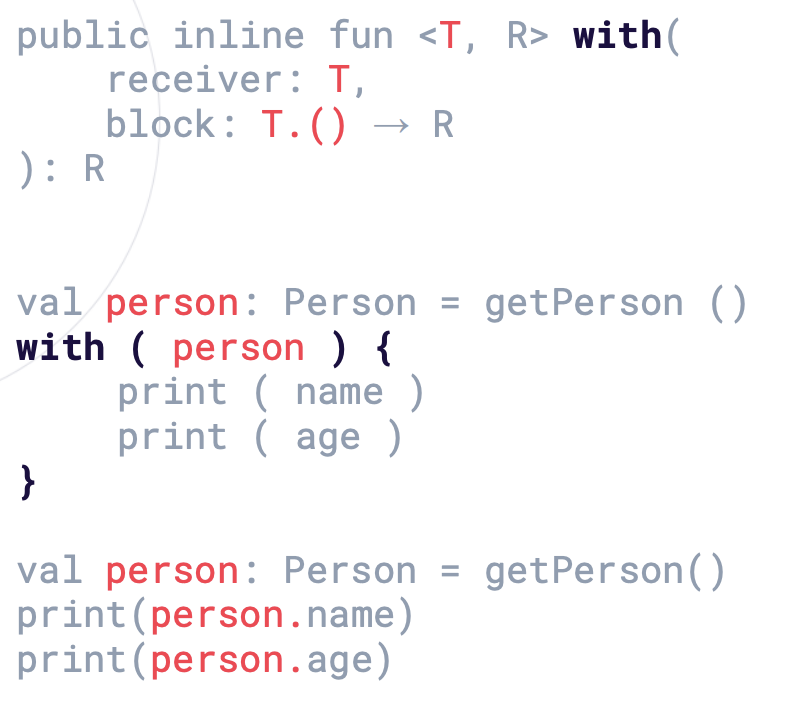 public inline fun <T, R> with(
receiver: T,
block: T.() → R
): R
val person: Person = getPerson ()
with ( person ) {
print ( name )
print ( age )
}
val person: Person = getPerson()
print(person.name)
print(person.age)